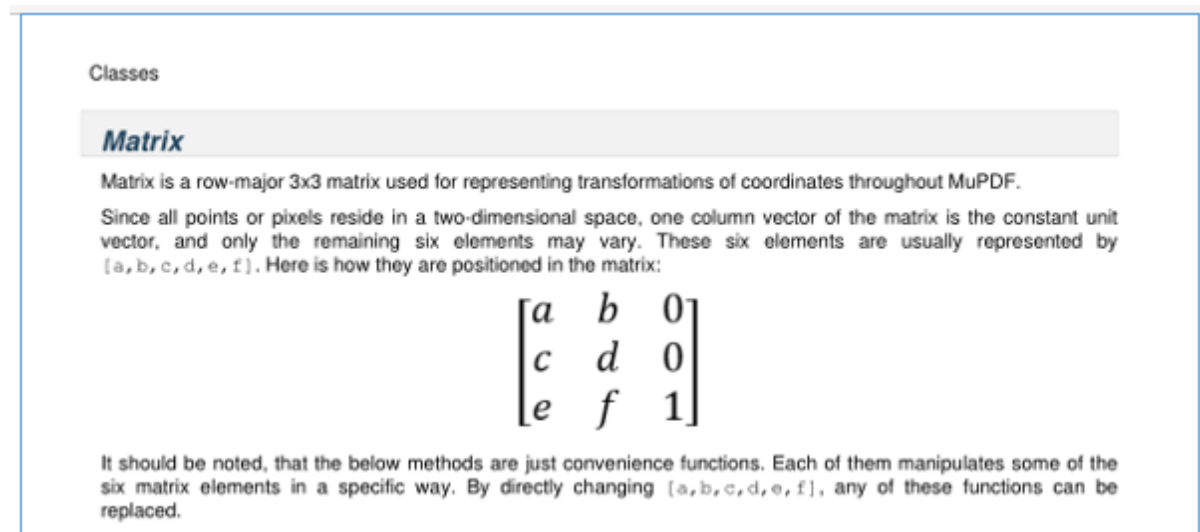 Classes
Matrix
Matrix is a row-major 3x3 matrix used for representing transformations of coordinates throughout MuPDF.
Since all points or pixels reside in a two-dimensional space, one column vector of the matrix is the constant unit
vector, and only the remaining six elements may vary. These six elements are usually represented by
[a,b,c,d,e,f]. Here is how they are positioned in the matrix:
a b 0
c d 0
e f 1
It should be noted, that the below methods are just convenience functions. Each of them manipulates some of the
six matrix elements in a specific way. By directly changing [a,b,c,d,e,f], any of these functions can be
replaced.